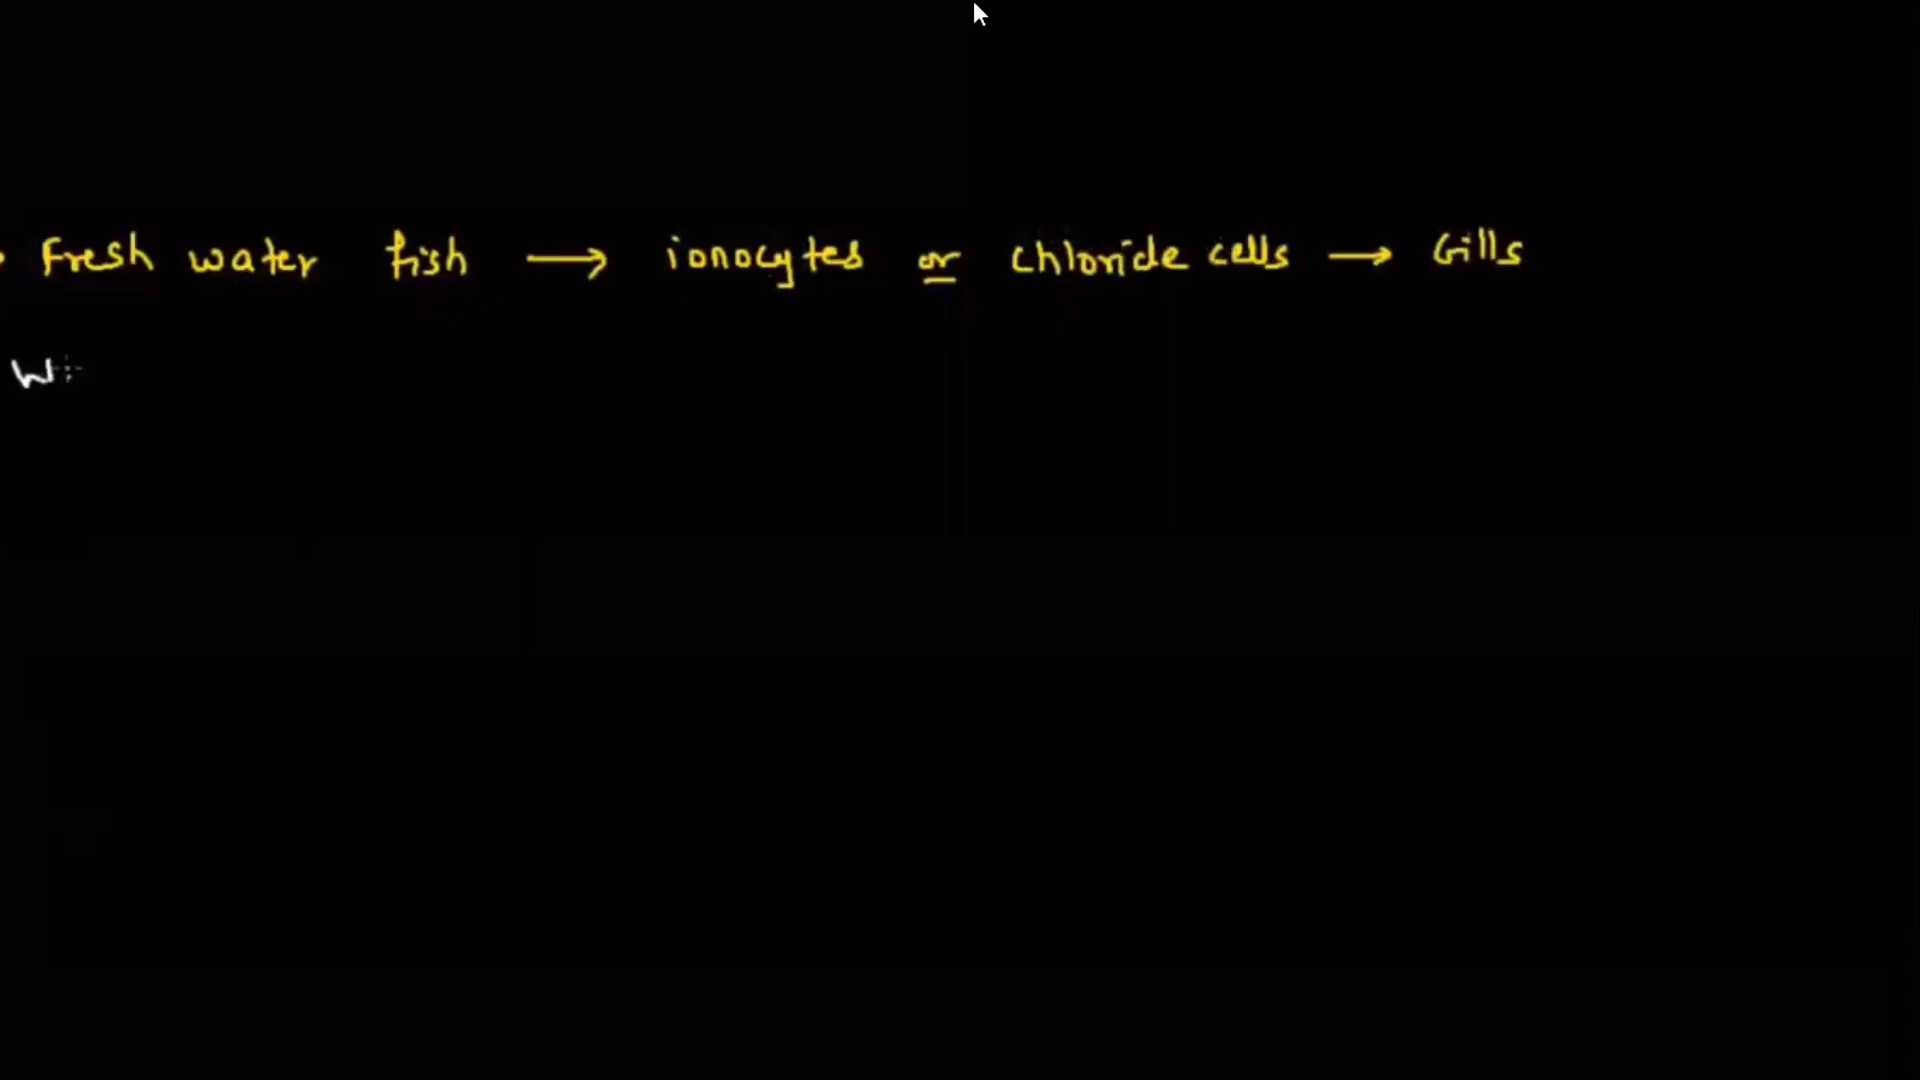 • Fresh water fish → ionocytes or chloride cells → Gills
W